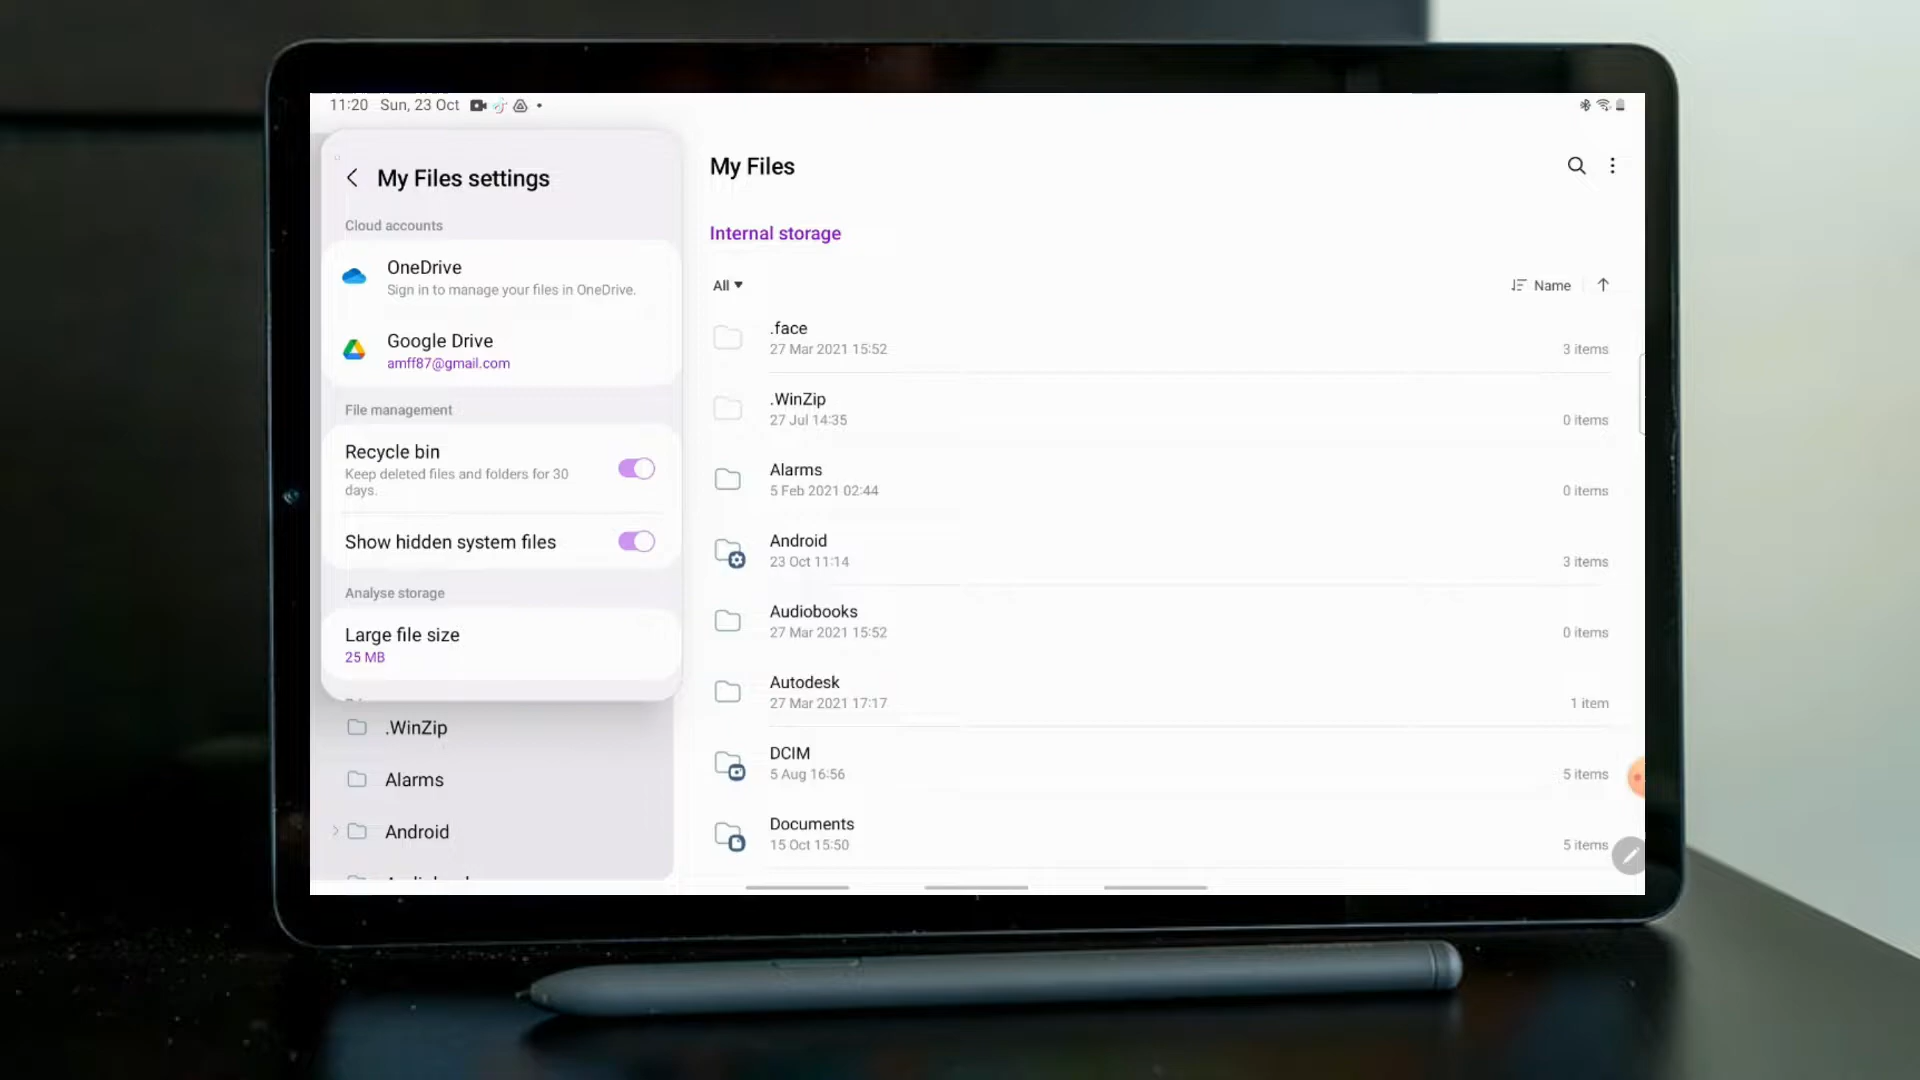 11:20 Sun, 23 Oct
My Files settings
Cloud accounts
OneDrive
Sign in to manage your files in OneDrive.
Google Drive
amff87@gmail.com
File management
Recycle bin
Keep deleted files and folders for 30
days.
Show hidden system files
Analyse storage
Large file size
25 MB
.WinZip
Alarms
Android
My Files
Internal storage
All
Name
.face
27 Mar 2021 15:52
3 items
.WinZip
27 Jul 14:35
0 items
Alarms
5 Feb 2021 02:44
0 items
Android
23 Oct 11:14
3 items
Audiobooks
27 Mar 2021 15:52
0 items
Autodesk
27 Mar 2021 17:17
1 item
DCIM
5 Aug 16:56
5 items
Documents
15 Oct 15:50
5 items